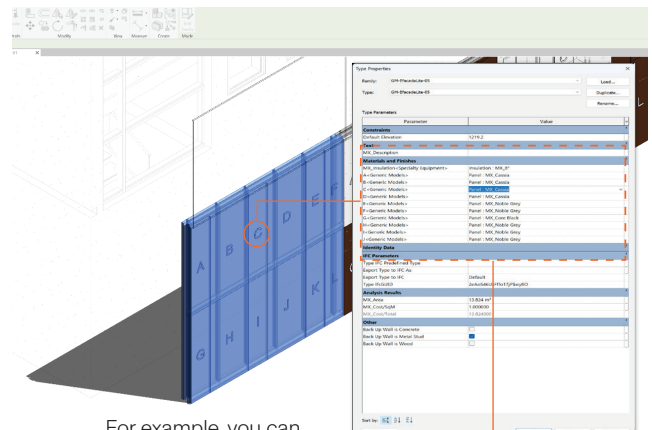 Modify
View
Measure
Create
Mode
Type Properties
Family: GM-EfacadeLite-05 Load...
Type: GM-EfacadeLite-05 Duplicate...
Rename...
Type Parameters
Parameter Value
Constraints
Default Elevation 1219.2
Text
MX_Description
Materials and Finishes
MX_Insulation<Specialty Equipment> Insulation : MX_8"
A<Generic Models> Panel : MX_Cassia
B<Generic Models> Panel : MX_Cassia
C<Generic Models> Panel : MX_Cassia
D<Generic Models> Panel : MX_Cassia
E<Generic Models> Panel : MX_Noble Grey
F<Generic Models> Panel : MX_Noble Grey
G<Generic Models> Panel : MX_Core Black
H<Generic Models> Panel : MX_Noble Grey
I<Generic Models> Panel : MX_Noble Grey
J<Generic Models> Panel : MX_Noble Grey
Identity Data
IFC Parameters
Type IFC Predefined Type
Export Type to IFC As
Export Type to IFC Default
Type IfcGUID
Analysis Results
MX_Area 13.824 m²
MX_Cost/SqM 1.000000
MX_Cost/Total 13.824000
Other
Back Up Wall is Concrete
Back Up Wall is Metal Stud
Back Up Wall is Wood
Sort by:
A B C D E F
G H I J K L
For example, you can